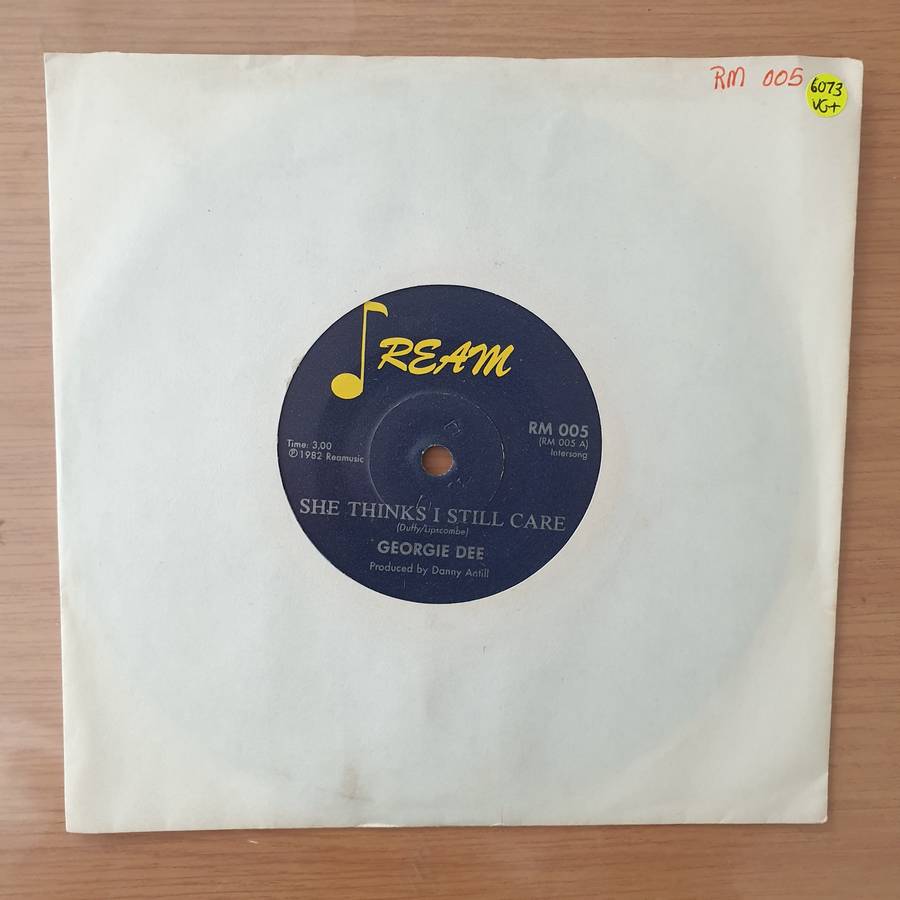 RM 005
6073
VG+
REAM
RM 005
(RM 005 A)
Intersong
Time: 3,00
℗ 1982 Reamusic
SHE THINKS I STILL CARE
(Duffy/Lipscombe)
GEORGIE DEE
Produced by Danny Antill